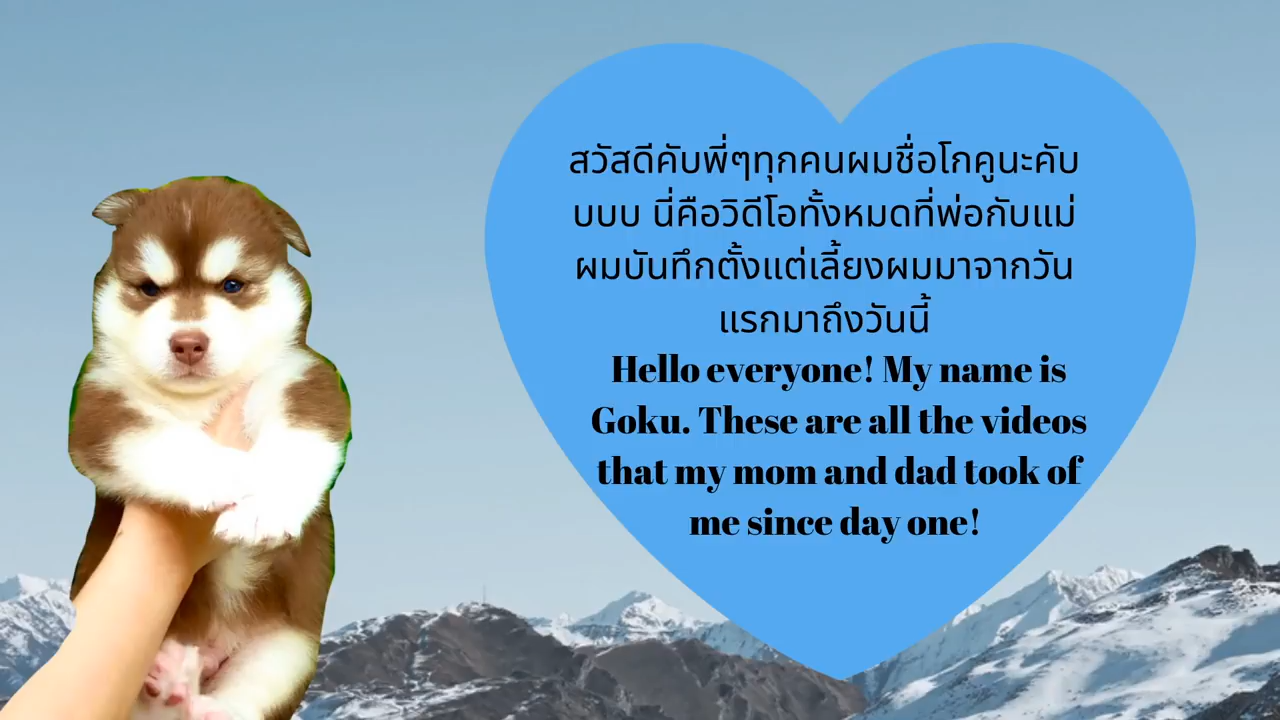 สวัสดีคับพี่ๆทุกคนผมชื่อโกคูนะคับ
บบบ นี่คือวิดีโอทั้งหมดที่พ่อกับแม่
ผมบันทึกตั้งแต่เลี้ยงผมมาจากวัน
แรกมาถึงวันนี้
Hello everyone! My name is
Goku. These are all the videos
that my mom and dad took of
me since day one!